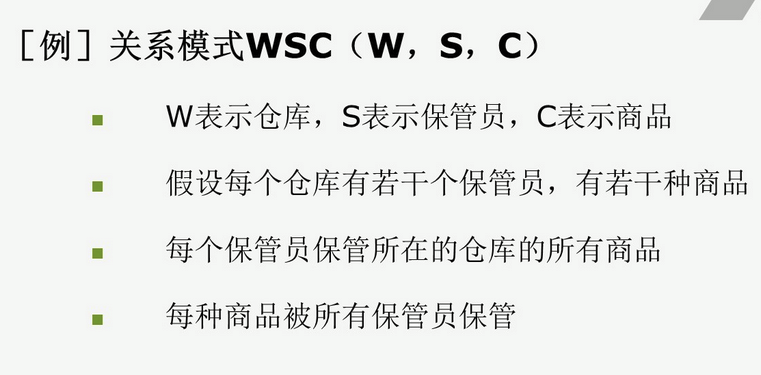 ［例］关系模式WSC（W，S，C）
W表示仓库，S表示保管员，C表示商品
假设每个仓库有若干个保管员，有若干种商品
每个保管员保管所在的仓库的所有商品
每种商品被所有保管员保管